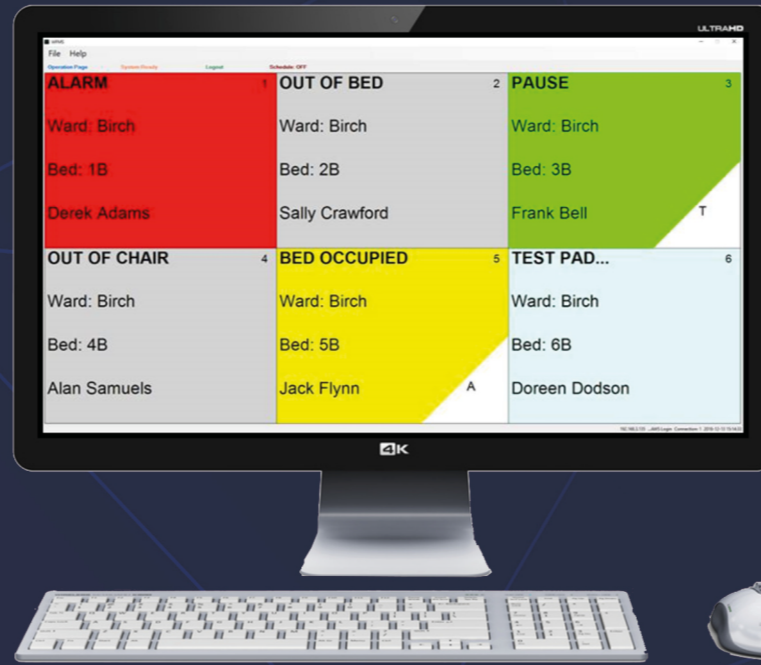 ULTRAHD
File Help
Operation Page System Ready Logout Schedule: OFF
ALARM 1
Ward: Birch
Bed: 1B
Derek Adams
OUT OF BED 2
Ward: Birch
Bed: 2B
Sally Crawford
PAUSE 3
Ward: Birch
Bed: 3B
Frank Bell T
OUT OF CHAIR 4
Ward: Birch
Bed: 4B
Alan Samuels
BED OCCUPIED 5
Ward: Birch
Bed: 5B
Jack Flynn A
TEST PAD... 6
Ward: Birch
Bed: 6B
Doreen Dodson
4K